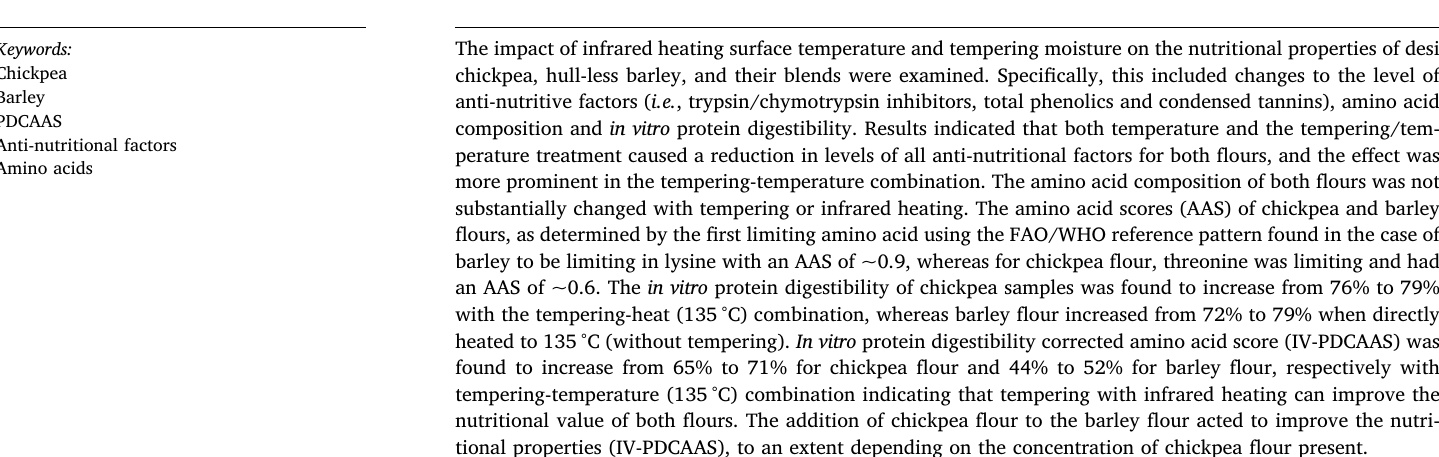 Keywords:
Chickpea
Barley
PDCAAS
Anti-nutritional factors
Amino acids
The impact of infrared heating surface temperature and tempering moisture on the nutritional properties of desi
chickpea, hull-less barley, and their blends were examined. Specifically, this included changes to the level of
anti-nutritive factors (i.e., trypsin/chymotrypsin inhibitors, total phenolics and condensed tannins), amino acid
composition and in vitro protein digestibility. Results indicated that both temperature and the tempering/tem-
perature treatment caused a reduction in levels of all anti-nutritional factors for both flours, and the effect was
more prominent in the tempering-temperature combination. The amino acid composition of both flours was not
substantially changed with tempering or infrared heating. The amino acid scores (AAS) of chickpea and barley
flours, as determined by the first limiting amino acid using the FAO/WHO reference pattern found in the case of
barley to be limiting in lysine with an AAS of ~0.9, whereas for chickpea flour, threonine was limiting and had
an AAS of ~0.6. The in vitro protein digestibility of chickpea samples was found to increase from 76% to 79%
with the tempering-heat (135 °C) combination, whereas barley flour increased from 72% to 79% when directly
heated to 135 °C (without tempering). In vitro protein digestibility corrected amino acid score (IV-PDCAAS) was
found to increase from 65% to 71% for chickpea flour and 44% to 52% for barley flour, respectively with
tempering-temperature (135 °C) combination indicating that tempering with infrared heating can improve the
nutritional value of both flours. The addition of chickpea flour to the barley flour acted to improve the nutri-
tional properties (IV-PDCAAS), to an extent depending on the concentration of chickpea flour present.